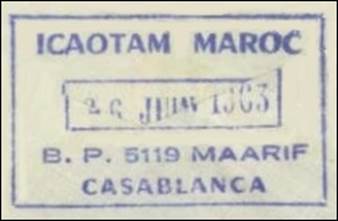 ICAOTAM MAROC
26 JUIN 1963
B. P. 5119 MAARIF
CASABLANCA